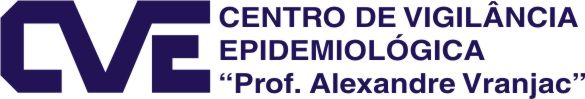 CVE
CENTRO DE VIGILÂNCIA
EPIDEMIOLÓGICA
“Prof. Alexandre Vranjac”